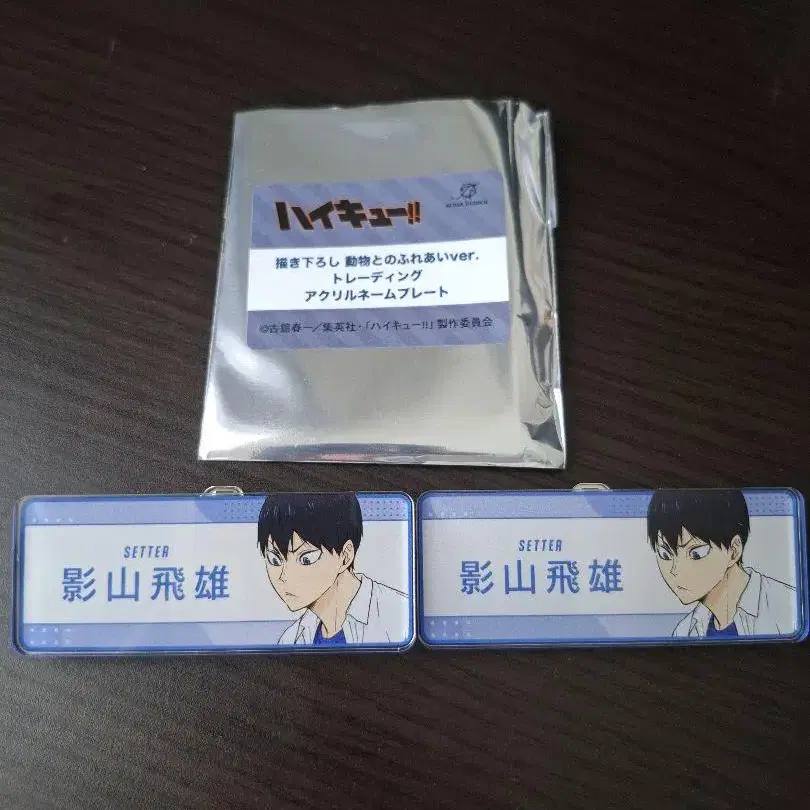 ハイキュー!!
描き下ろし 動物とのふれあいver.
トレーディング
アクリルネームプレート
©古舘春一／集英社・「ハイキュー!!」製作委員会
SETTER
影山飛雄
SETTER
影山飛雄